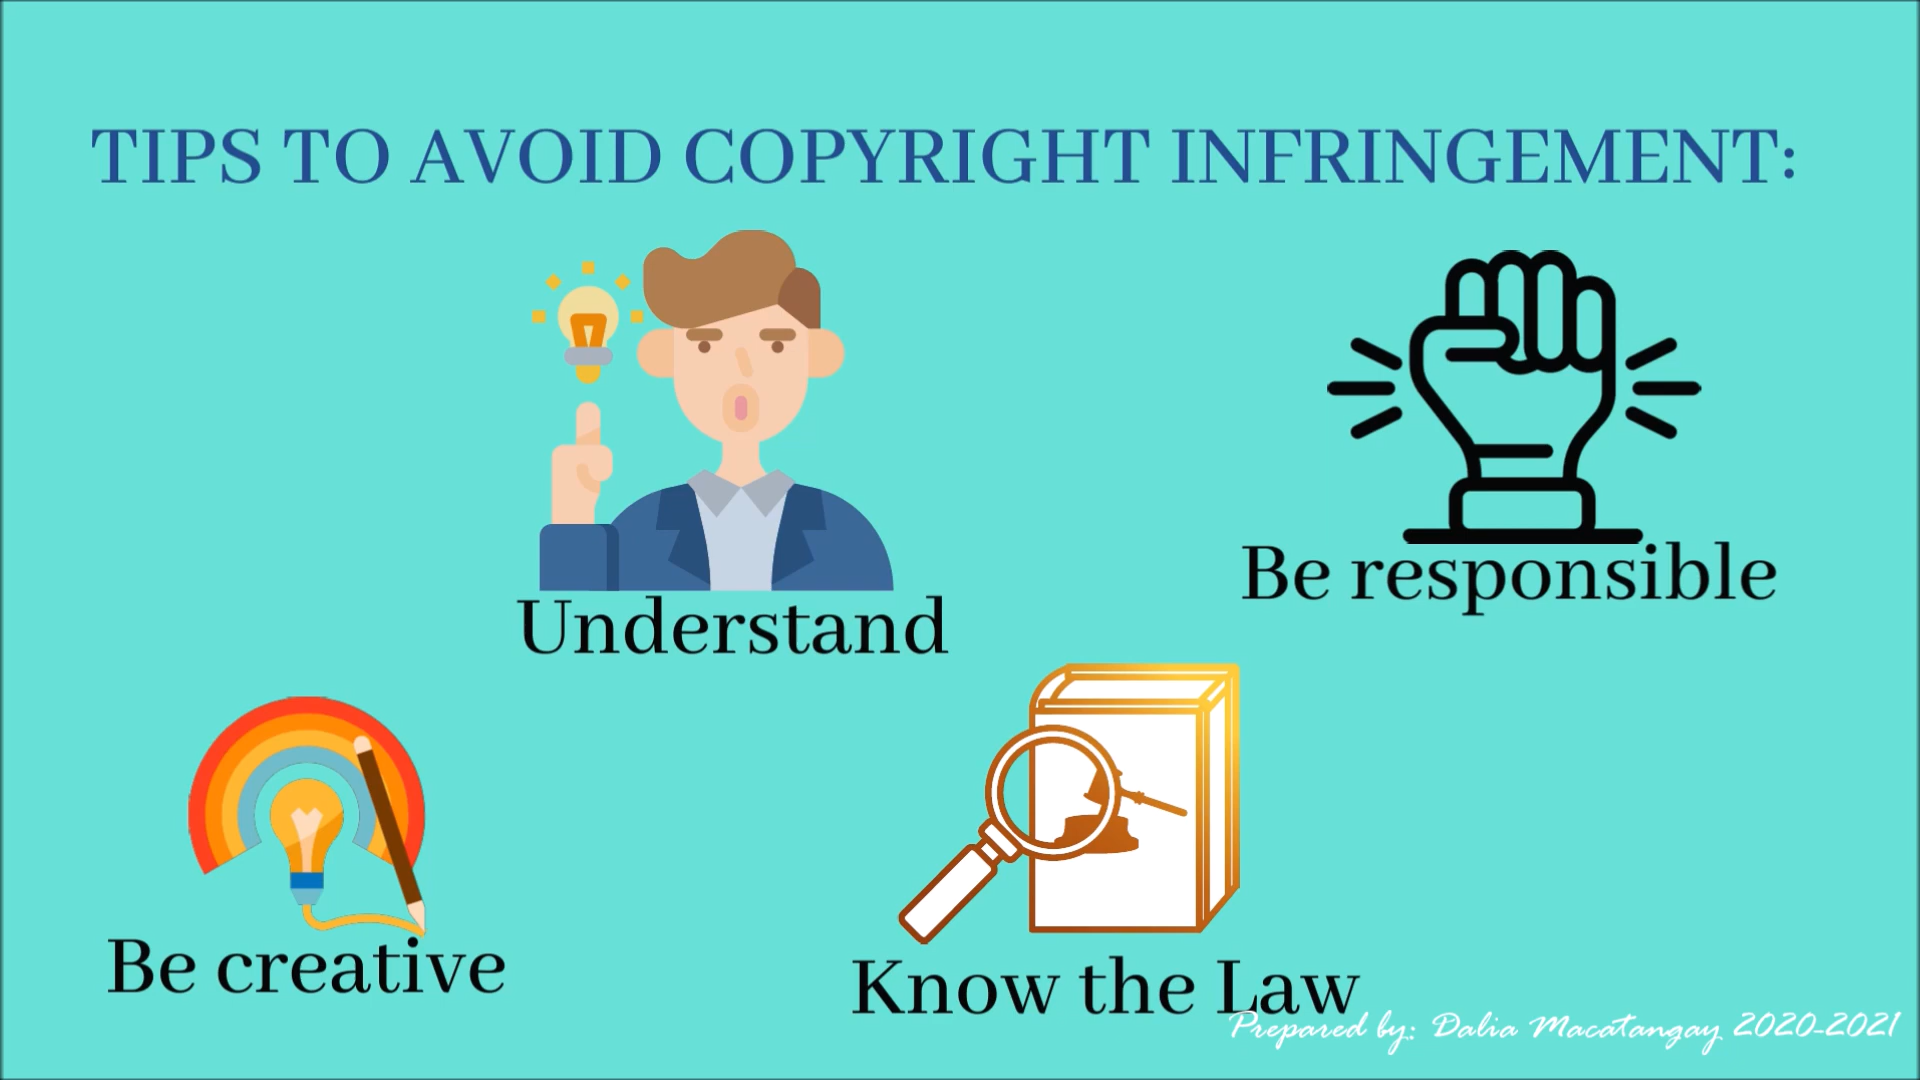 TIPS TO AVOID COPYRIGHT INFRINGEMENT:
Understand
Be responsible
Be creative
Know the Law
Prepared by: Dalia Macatangay 2020-2021